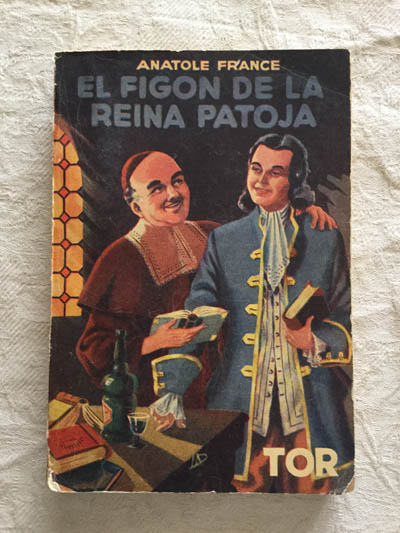 ANATOLE FRANCE
EL FIGON DE LA
REINA PATOJA
TOR